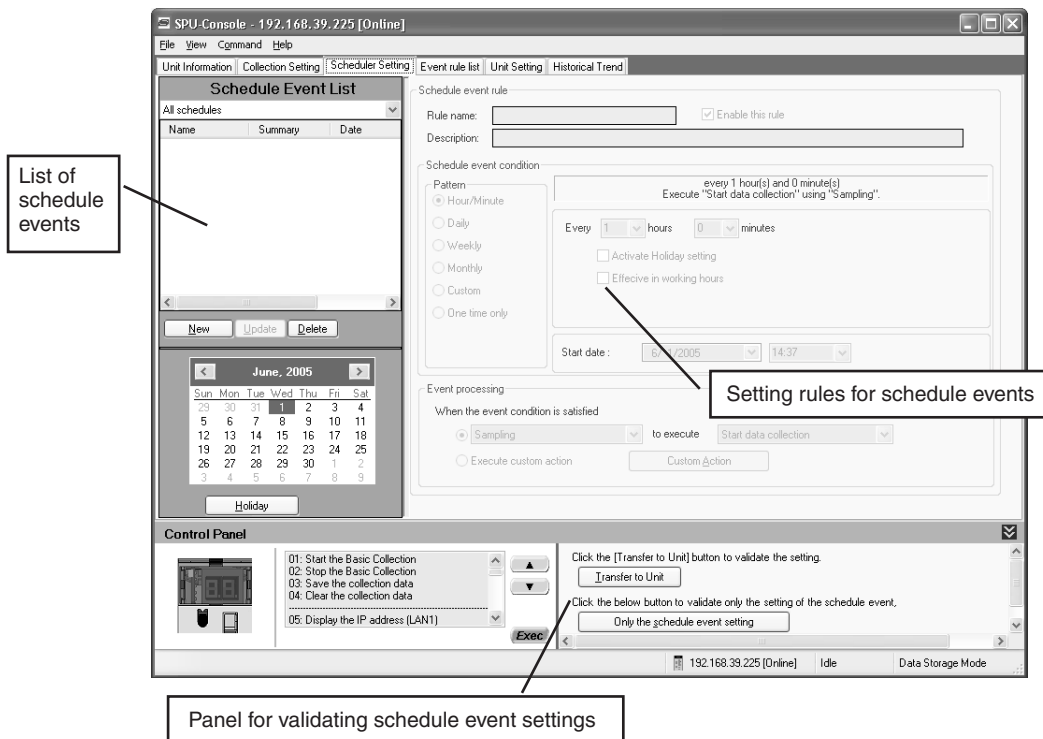 SPU-Console - 192.168.39.225 [Online]
File View Command Help
Unit Information Collection Setting Scheduler Setting Event rule list Unit Setting Historical Trend
Schedule Event List
All schedules
Name Summary Date
List of
schedule
events
New Update Delete
June, 2005
Sun Mon Tue Wed Thu Fri Sat
29 30 31 1 2 3 4
5 6 7 8 9 10 11
12 13 14 15 16 17 18
19 20 21 22 23 24 25
26 27 28 29 30 1 2
3 4 5 6 7 8 9
Holiday
Schedule event rule
Rule name:
Enable this rule
Description:
Schedule event condition
Pattern
Hour/Minute
Daily
Weekly
Monthly
Custom
One time only
every 1 hour(s) and 0 minute(s)
Execute "Start data collection" using "Sampling".
Every 1 hours 0 minutes
Activate Holiday setting
Effecive in working hours
Start date : /2005 14:37
Setting rules for schedule events
Event processing
When the event condition is satisfied
Sampling to execute Start data collection
Execute custom action Custom Action
Control Panel
01: Start the Basic Collection
02: Stop the Basic Collection
03: Save the collection data
04: Clear the collection data
05: Display the IP address (LAN1)
Exec
Click the [Transfer to Unit] button to validate the setting.
Transfer to Unit
Click the below button to validate only the setting of the schedule event,
Only the schedule event setting
192.168.39.225 [Online] Idle Data Storage Mode
Panel for validating schedule event settings